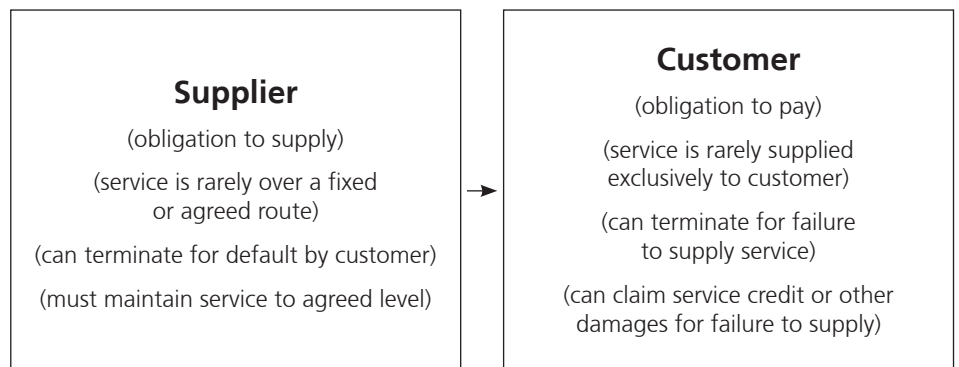 Supplier
(obligation to supply)
(service is rarely over a fixed
or agreed route)
(can terminate for default by customer)
(must maintain service to agreed level)
Customer
(obligation to pay)
(service is rarely supplied
exclusively to customer)
(can terminate for failure
to supply service)
(can claim service credit or other
damages for failure to supply)